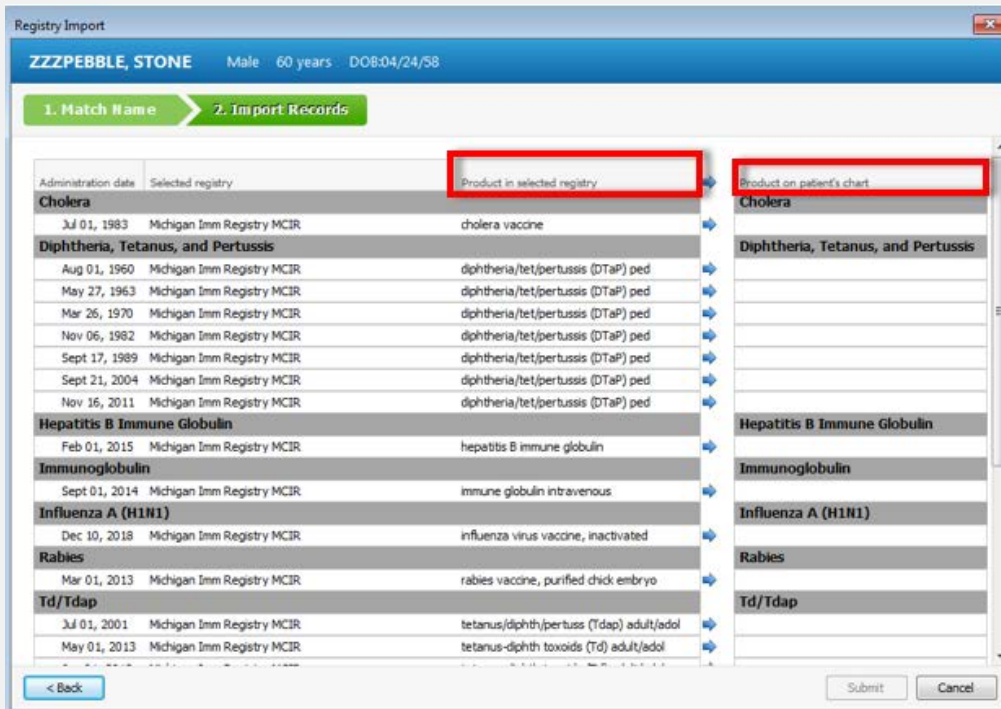 Registry Import
ZZZPEBBLE, STONE Male 60 years DOB:04/24/58
1. Match Name 2. Import Records
Administration date Selected registry Product in selected registry Product on patient's chart
Cholera Cholera
Jul 01, 1983 Michigan Imm Registry MCIR cholera vaccine
Diphtheria, Tetanus, and Pertussis Diphtheria, Tetanus, and Pertussis
Aug 01, 1960 Michigan Imm Registry MCIR diphtheria/tet/pertussis (DTaP) ped
May 27, 1963 Michigan Imm Registry MCIR diphtheria/tet/pertussis (DTaP) ped
Mar 26, 1970 Michigan Imm Registry MCIR diphtheria/tet/pertussis (DTaP) ped
Nov 06, 1982 Michigan Imm Registry MCIR diphtheria/tet/pertussis (DTaP) ped
Sept 17, 1989 Michigan Imm Registry MCIR diphtheria/tet/pertussis (DTaP) ped
Sept 21, 2004 Michigan Imm Registry MCIR diphtheria/tet/pertussis (DTaP) ped
Nov 16, 2011 Michigan Imm Registry MCIR diphtheria/tet/pertussis (DTaP) ped
Hepatitis B Immune Globulin Hepatitis B Immune Globulin
Feb 01, 2015 Michigan Imm Registry MCIR hepatitis B immune globulin
Immunoglobulin Immunoglobulin
Sept 01, 2014 Michigan Imm Registry MCIR immune globulin intravenous
Influenza A (H1N1) Influenza A (H1N1)
Dec 10, 2018 Michigan Imm Registry MCIR influenza virus vaccine, inactivated
Rabies Rabies
Mar 01, 2013 Michigan Imm Registry MCIR rabies vaccine, purified chick embryo
Td/Tdap Td/Tdap
Jul 01, 2001 Michigan Imm Registry MCIR tetanus/diphth/pertuss (Tdap) adult/adol
May 01, 2013 Michigan Imm Registry MCIR tetanus-diphth toxoids (Td) adult/adol
< Back Submit Cancel